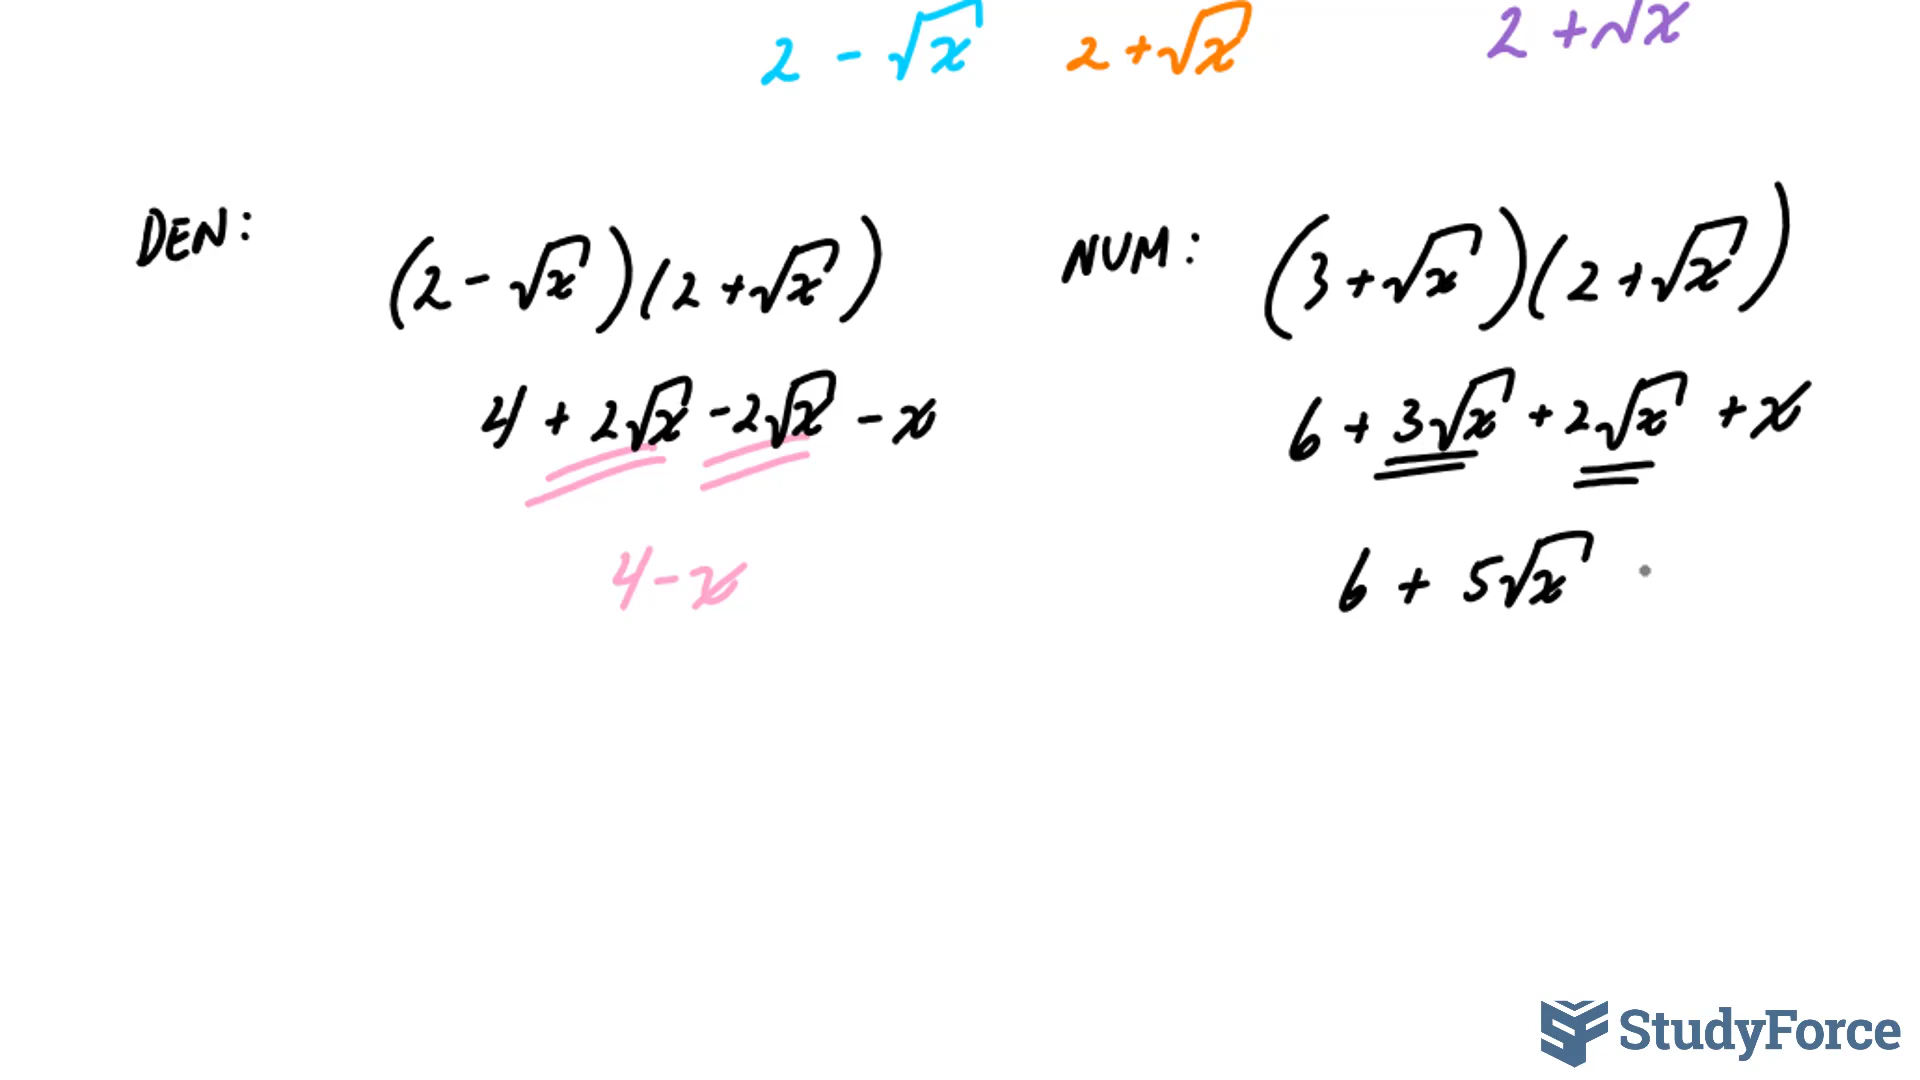 2 - √x 2 + √x 2 + √x
DEN: (2 - √x)(2 + √x) NUM: (3 + √x)(2 + √x)
4 + 2√x - 2√x - x 6 + 3√x + 2√x + x
4 - x 6 + 5√x
StudyForce